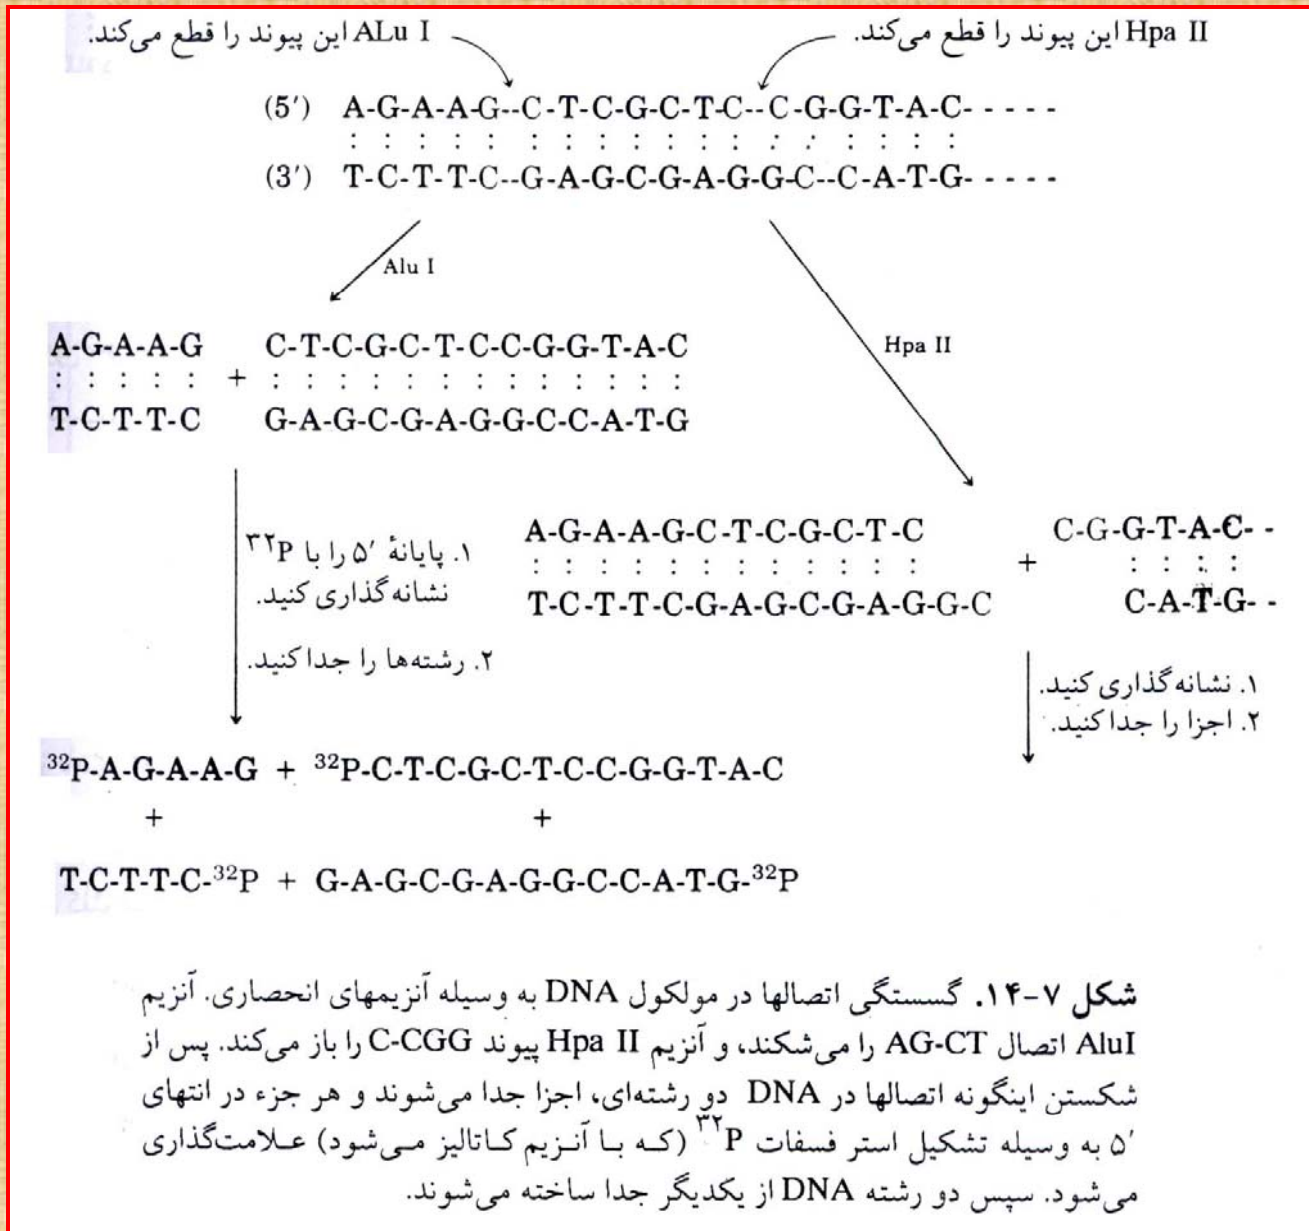 ALu I این پیوند را قطع می‌کند.
Hpa II این پیوند را قطع می‌کند.
(5′) A-G-A-A-G--C-T-C-G-C-T-C--C-G-G-T-A-C- - - - -
: : : : : : : : : : : : : : : : : :
(3′) T-C-T-T-C--G-A-G-C-G-A-G-G-C--C-A-T-G- - - - -
Alu I
Hpa II
A-G-A-A-G + C-T-C-G-C-T-C-C-G-G-T-A-C
: : : : : : : : : : : : : : : : : :
T-C-T-T-C G-A-G-C-G-A-G-G-C-C-A-T-G
A-G-A-A-G-C-T-C-G-C-T-C + C-G-G-T-A-C- -
: : : : : : : : : : : : : : : :
T-C-T-T-C-G-A-G-C-G-A-G-G-C C-A-T-G- -
۱. پایانهٔ ′۵ را با ³²P
نشانه‌گذاری کنید.
۲. رشته‌ها را جدا کنید.
۱. نشانه‌گذاری کنید.
۲. اجزا را جدا کنید.
³²P-A-G-A-A-G + ³²P-C-T-C-G-C-T-C-C-G-G-T-A-C
+ +
T-C-T-T-C-³²P + G-A-G-C-G-A-G-G-C-C-A-T-G-³²P
شکل ۷-۱۴. گسستگی اتصالها در مولکول DNA به وسیله آنزیمهای انحصاری. آنزیم
AluI اتصال AG-CT را می‌شکند، و آنزیم Hpa II پیوند C-CGG را باز می‌کند. پس از
شکستن اینگونه اتصالها در DNA دو رشته‌ای، اجزا جدا می‌شوند و هر جزء در انتهای
′۵ به وسیله تشکیل استر فسفات P۳۲ (که با آنزیم کاتالیز می‌شود) علامت‌گذاری
می‌شود. سپس دو رشته DNA از یکدیگر جدا ساخته می‌شوند.